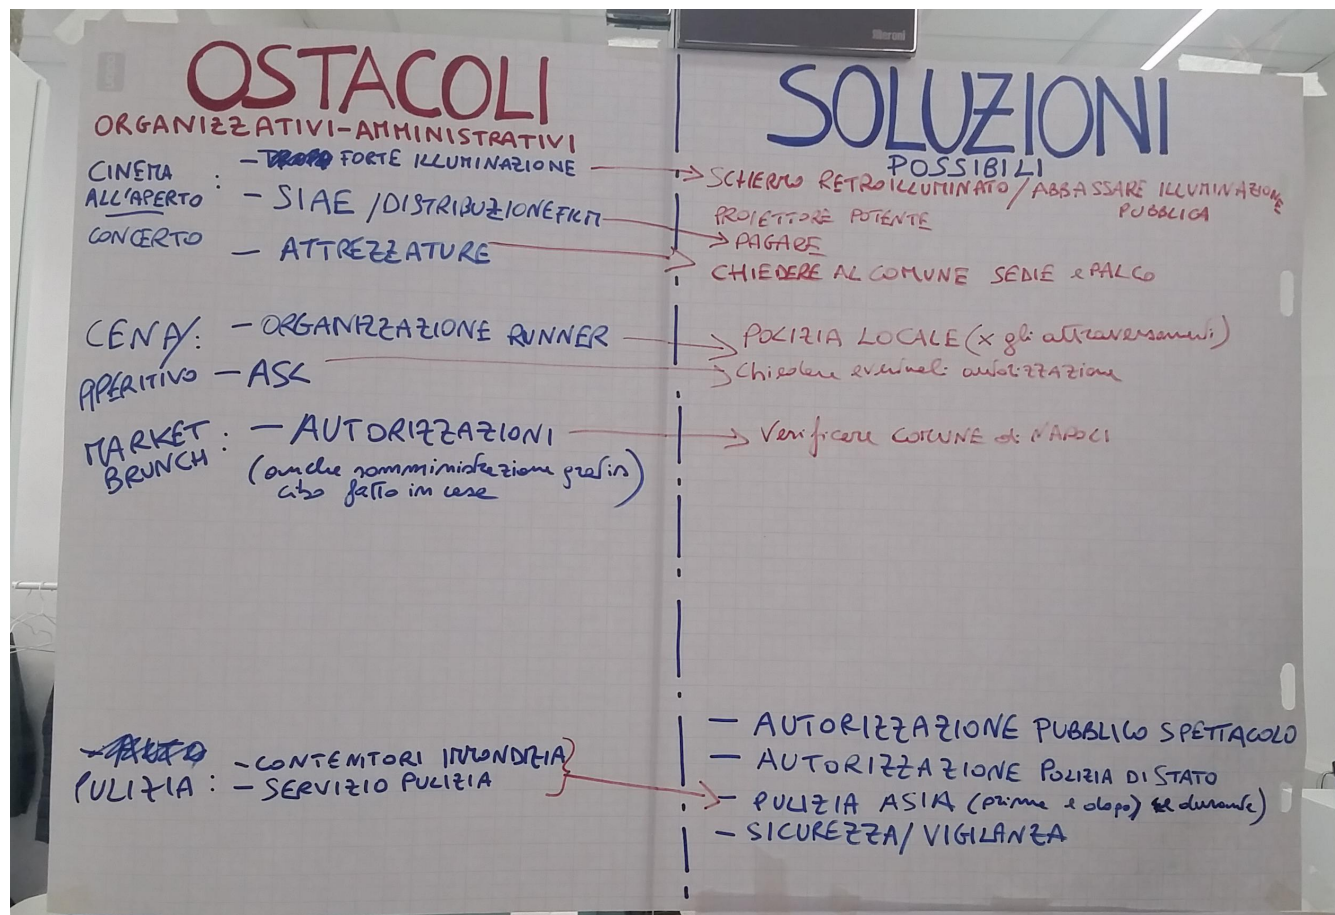 Meroni
OSTACOLI
ORGANIZZATIVI-AMMINISTRATIVI
CINEMA ALL'APERTO :
CONCERTO
- FORTE ILLUMINAZIONE
- SIAE / DISTRIBUZIONE FILM
- ATTREZZATURE
CENA/ :
APERITIVO
- ORGANIZZAZIONE RUNNER
- ASL
MARKET :
BRUNCH
- AUTORIZZAZIONI
(anche somministrazione gratis)
cibo fatto in casa
PULIZIA :
- CONTENITORI IMMONDIZIA
- SERVIZIO PULIZIA
SOLUZIONI
POSSIBILI
SCHERMO RETROILLUMINATO / ABBASSARE ILLUMINAZIONE
PUBBLICA
PROIETTORE POTENTE
PAGARE
CHIEDERE AL COMUNE SEDIE e PALCO
POLIZIA LOCALE (x gli attraversamenti)
Chiedere eventuali autorizzazione
Verificare COMUNE di NAPOLI
- AUTORIZZAZIONE PUBBLICO SPETTACOLO
- AUTORIZZAZIONE POLIZIA DI STATO
- PULIZIA ASIA (prima e dopo) durante)
- SICUREZZA / VIGILANZA